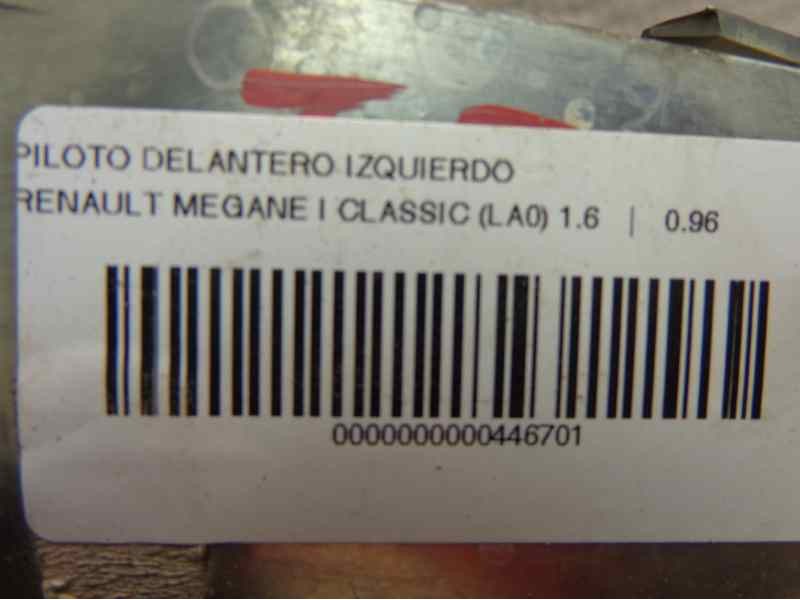 PILOTO DELANTERO IZQUIERDO
RENAULT MEGANE I CLASSIC (LA0) 1.6 | 0.96
0000000000446701